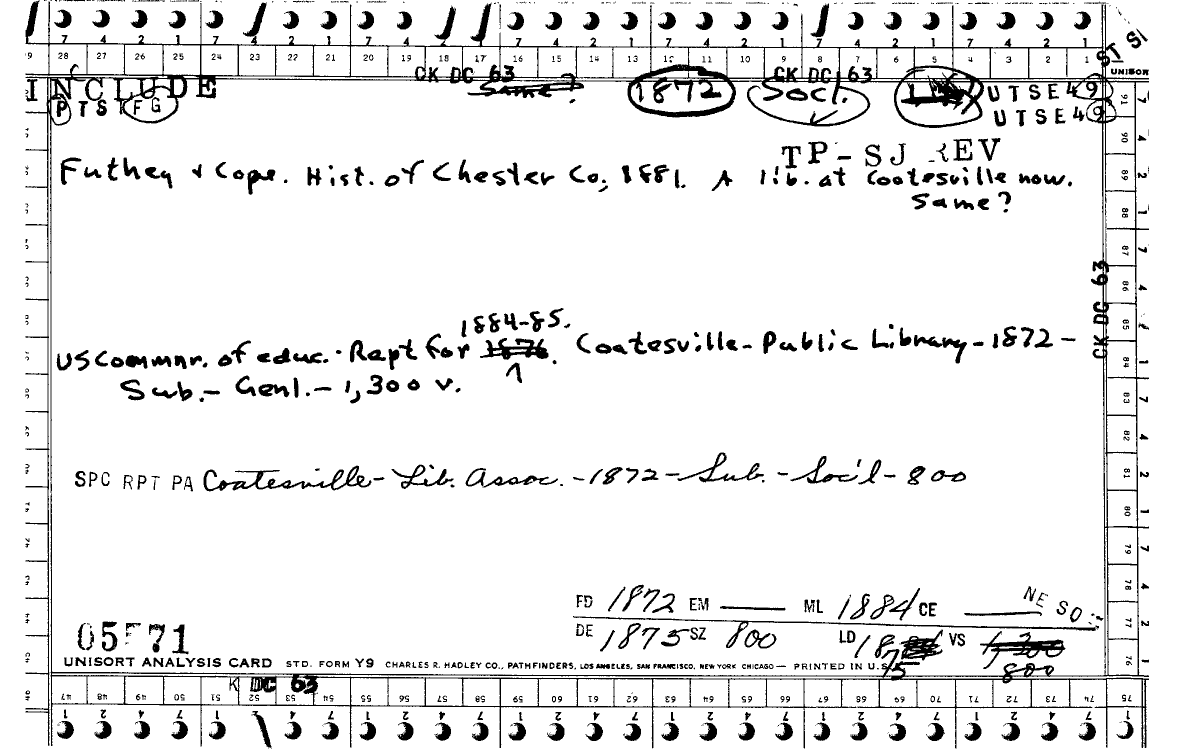 7 4 2 1 7 4 2 1 7 4 2 1 7 4 2 1 7 4 2 1 7 4 2 1 7 4 2 1
28 27 26 25 24 23 22 21 20 19 18 17 16 15 14 13 12 11 10 9 8 7 6 5 4 3 2 1 UNISORT
ST SI
CK DC 63 CK DC 63
INCLUDE Same? 1872 Socl. UTSE49
PTSTFG UTSE49
TP-SJ REV
Futhey & Cope. Hist. of Chester Co., 1881. A lib. at Coatesville now.
Same?
CK DC 63
1884-85.
US Commnr. of educ. Rept for 1876. Coatesville - Public Library - 1872 -
Sub. - Genl. - 1,300 v.
SPC RPT PA Coatesville - Lib. Assoc. - 1872 - Sub. - Soc'l - 800
NE SO
FD 1872 EM ML 1884 CE
DE 1875 SZ 800 LD 18 75 VS 1,300 800
05571
UNISORT ANALYSIS CARD STD. FORM Y9 CHARLES R. HADLEY CO., PATHFINDERS, LOS ANGELES, SAN FRANCISCO, NEW YORK CHICAGO — PRINTED IN U.S.
K DC 63
47 48 49 50 51 52 53 54 55 56 57 58 59 60 61 62 63 64 65 66 67 68 69 70 71 72 73 74 75